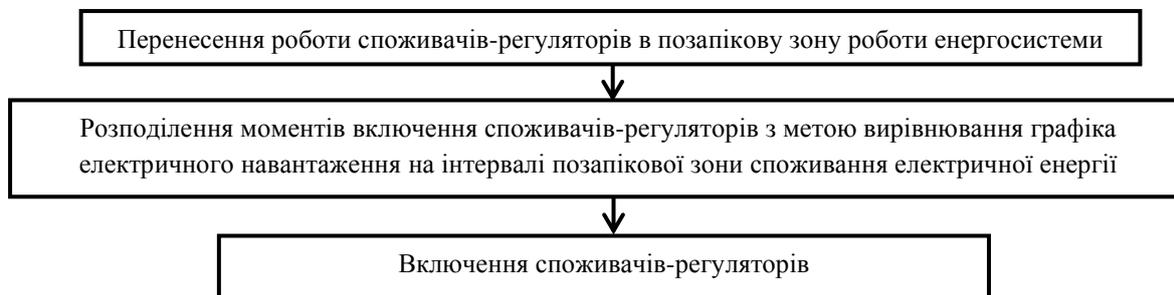 Перенесення роботи споживачів-регуляторів в позапікову зону роботи енергосистеми
Розподілення моментів включення споживачів-регуляторів з метою вирівнювання графіка
електричного навантаження на інтервалі позапікової зони споживання електричної енергії
Включення споживачів-регуляторів